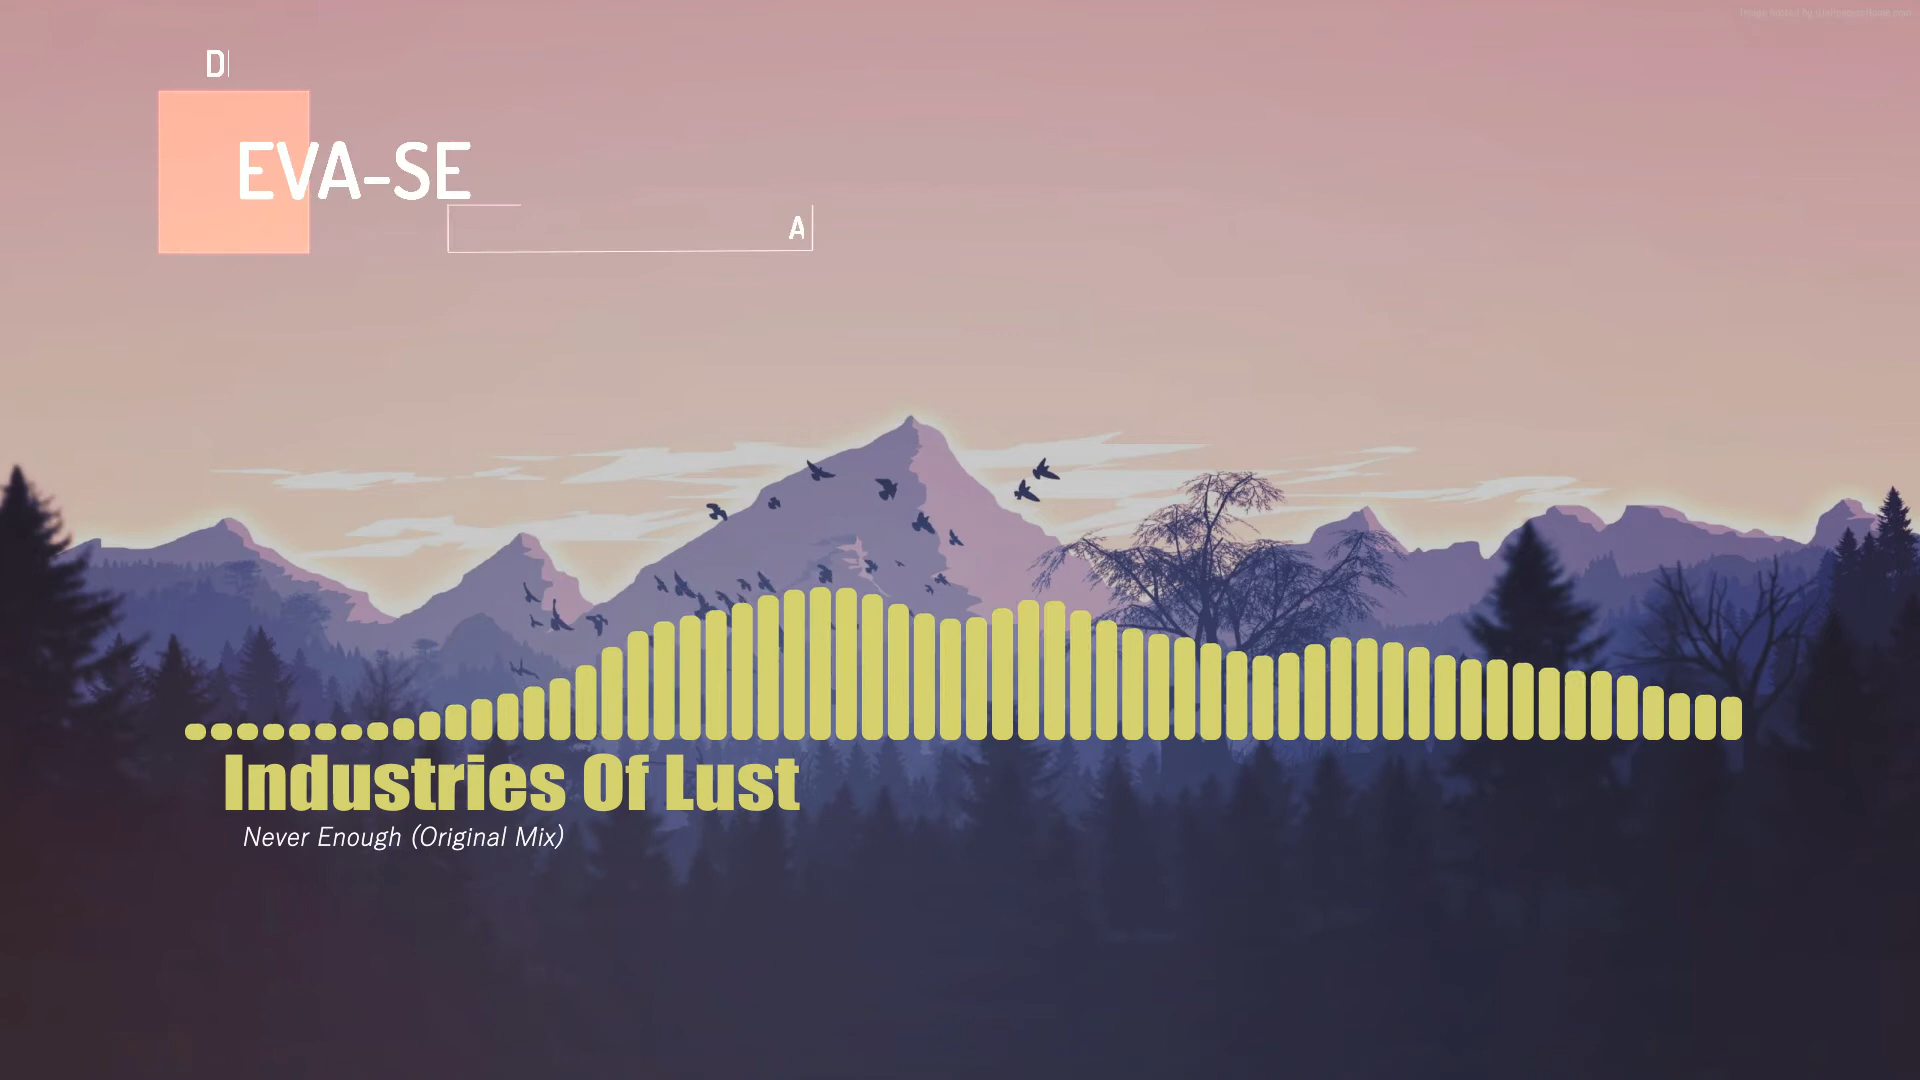 D
EVA-SE
A
Industries Of Lust
Never Enough (Original Mix)